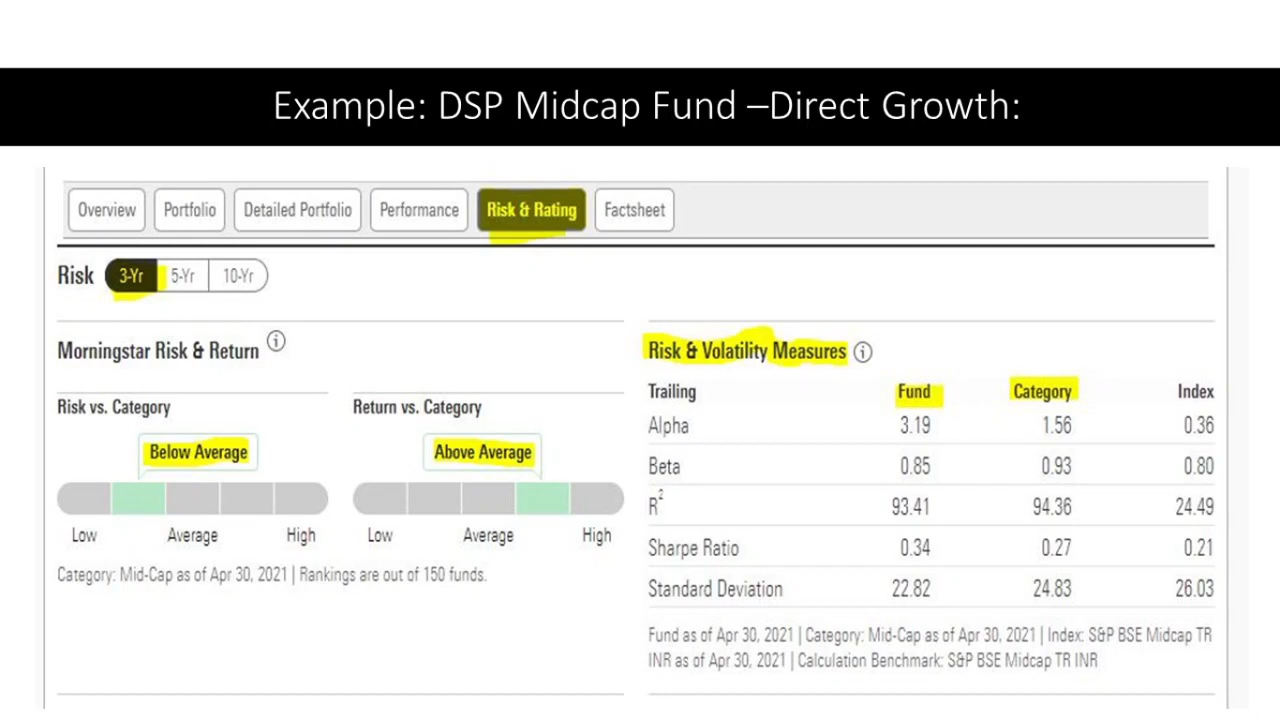 Example: DSP Midcap Fund –Direct Growth:
Overview Portfolio Detailed Portfolio Performance Risk & Rating Factsheet
Risk 3-Yr 5-Yr 10-Yr
Morningstar Risk & Return i
Risk vs. Category
Below Average
Low Average High
Return vs. Category
Above Average
Low Average High
Category: Mid-Cap as of Apr 30, 2021 | Rankings are out of 150 funds.
Risk & Volatility Measures i
Trailing Fund Category Index
Alpha 3.19 1.56 0.36
Beta 0.85 0.93 0.80
R² 93.41 94.36 24.49
Sharpe Ratio 0.34 0.27 0.21
Standard Deviation 22.82 24.83 26.03
Fund as of Apr 30, 2021 | Category: Mid-Cap as of Apr 30, 2021 | Index: S&P BSE Midcap TR
INR as of Apr 30, 2021 | Calculation Benchmark: S&P BSE Midcap TR INR